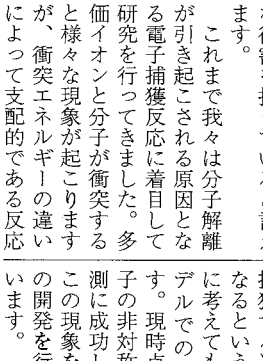 ます。
これまで我々は分子解離
が引き起こされる原因とな
る電子捕獲反応に着目して
研究を行ってきました。多
価イオンと分子が衝突する
と様々な現象が起こります
が、衝突エネルギーの違い
によって支配的である反応
なるという
に考えても
デルでの
す。現時点
子の非対称
測に成功し
この現象を
の開発を行
います。